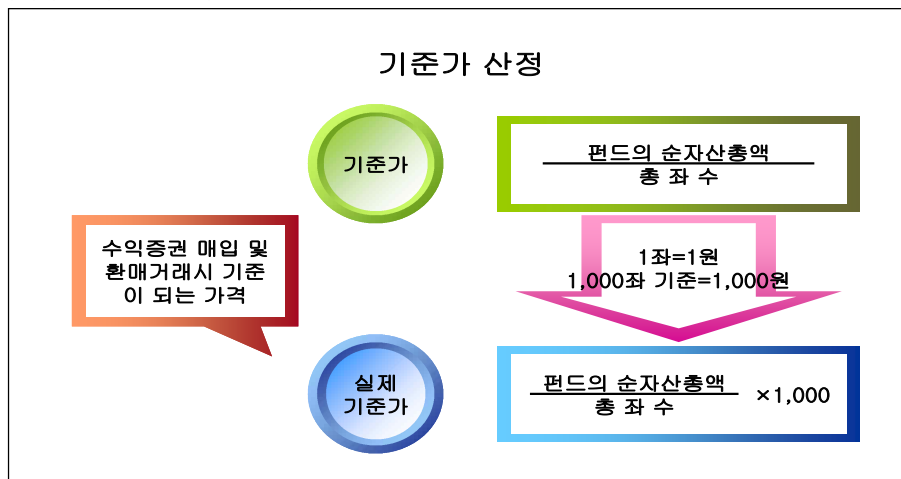 기준가 산정
기준가
펀드의 순자산총액
총 좌 수
수익증권 매입 및
환매거래시 기준
이 되는 가격
1좌=1원
1,000좌 기준=1,000원
실제
기준가
펀드의 순자산총액
총 좌 수
×1,000